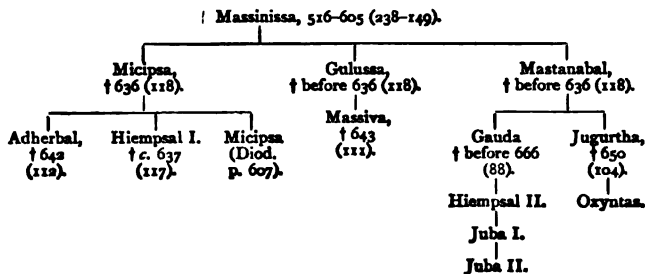 Massinissa, 516–605 (238–149).
Micipsa, Gulussa, Mastanabal,
† 636 (118). † before 636 (118). † before 636 (118).
Adherbal, Hiempsal I. Micipsa Massiva, Gauda Jugurtha,
† 642 † c. 637 (Diod. † 643 † before 666 † 650
(112). (117). p. 607). (111). (88). (104).
Hiempsal II. Oxyntas.
Juba I.
Juba II.